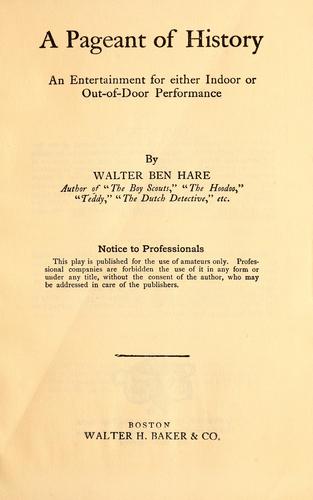 A Pageant of History
An Entertainment for either Indoor or
Out-of-Door Performance
By
WALTER BEN HARE
Author of "The Boy Scouts," "The Hoodoo,"
"Teddy," "The Dutch Detective," etc.
Notice to Professionals
This play is published for the use of amateurs only. Profes-
sional companies are forbidden the use of it in any form or
under any title, without the consent of the author, who may
be addressed in care of the publishers.
BOSTON
WALTER H. BAKER & CO.